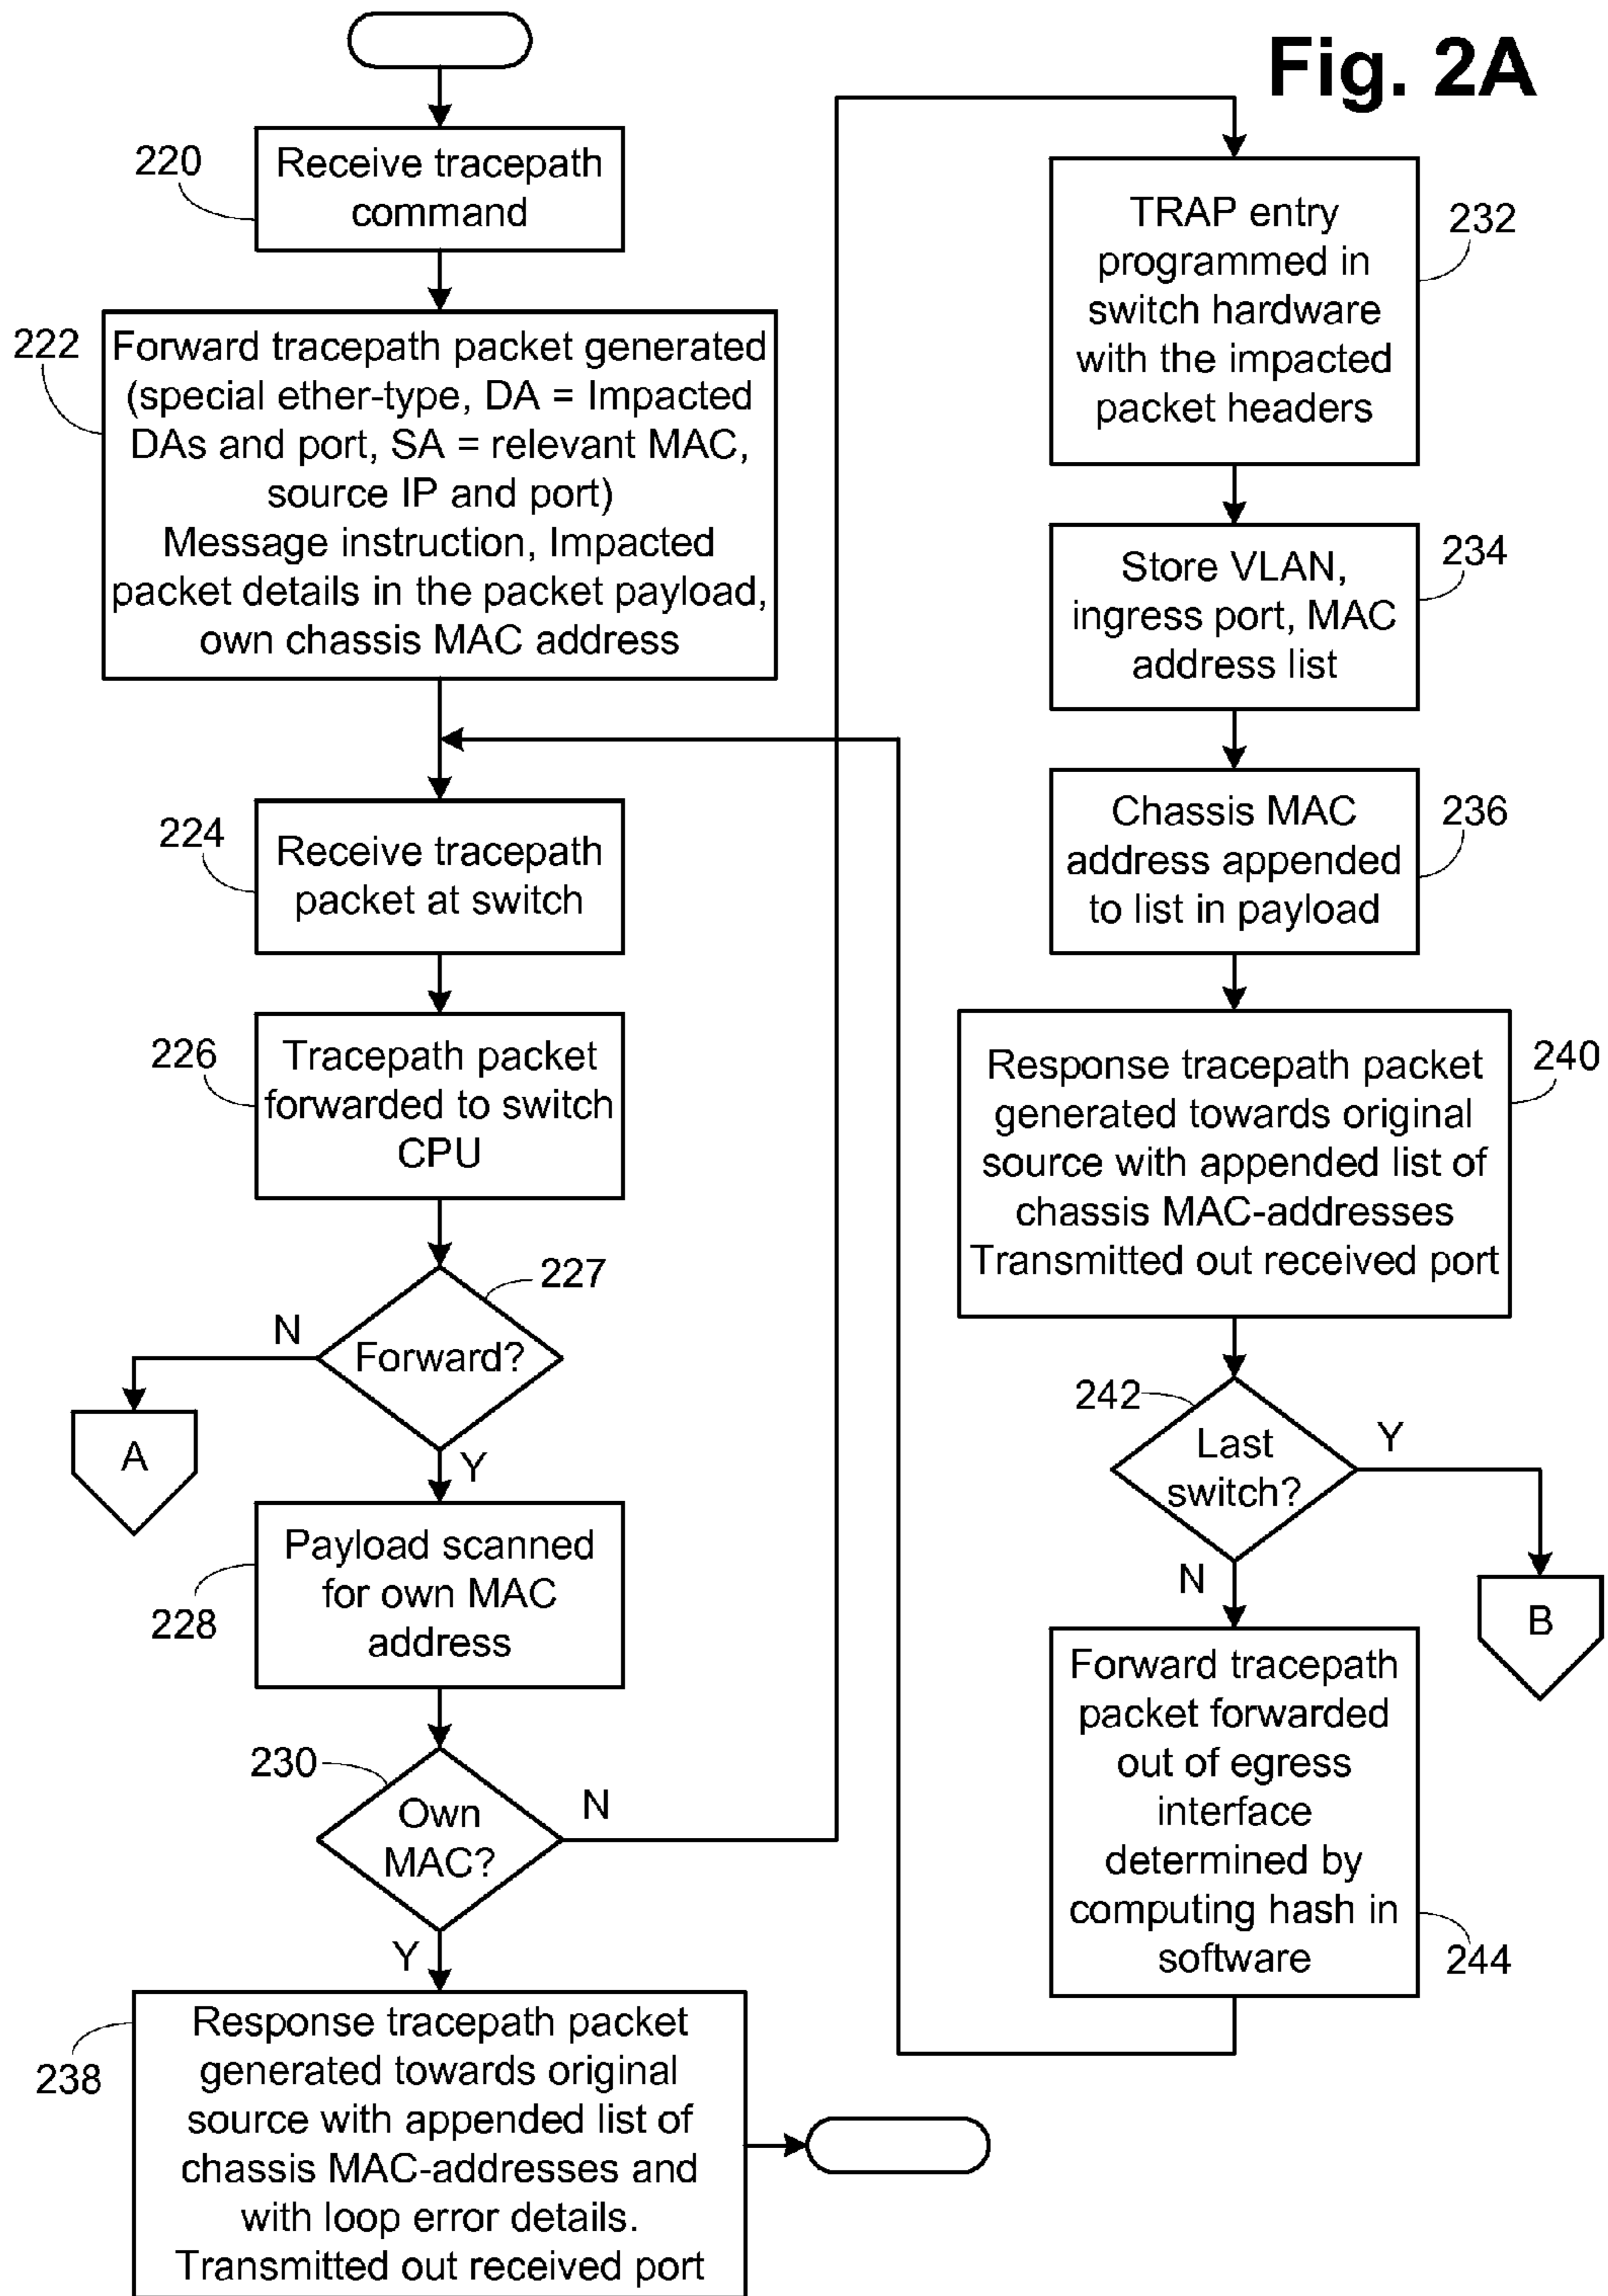 Fig. 2A
220
Receive tracepath
command
222
Forward tracepath packet generated
(special ether-type, DA = Impacted
DAs and port, SA = relevant MAC,
source IP and port)
Message instruction, Impacted
packet details in the packet payload,
own chassis MAC address
224
Receive tracepath
packet at switch
226
Tracepath packet
forwarded to switch
CPU
227
Forward?
N
A
Y
Payload scanned
for own MAC
address
228
230
Own
MAC?
N
Y
Response tracepath packet
generated towards original
source with appended list of
chassis MAC-addresses and
with loop error details.
Transmitted out received port
238
TRAP entry
programmed in
switch hardware
with the impacted
packet headers
232
Store VLAN,
ingress port, MAC
address list
234
Chassis MAC
address appended
to list in payload
236
Response tracepath packet
generated towards original
source with appended list of
chassis MAC-addresses
Transmitted out received port
240
242
Last
switch?
Y
B
N
Forward tracepath
packet forwarded
out of egress
interface
determined by
computing hash in
software
244